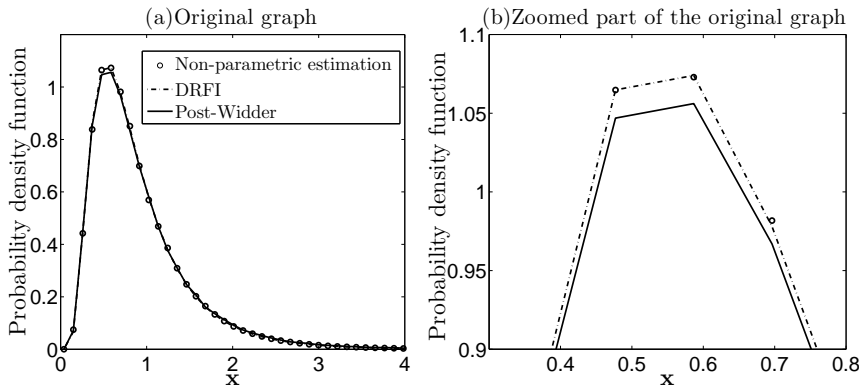 (a)Original graph
Probability density function
1
0.8
0.6
0.4
0.2
0
0
1
2
3
4
x
Non-parametric estimation
DRFI
Post-Widder
(b)Zoomed part of the original graph
Probability density function
1.1
1.05
1
0.95
0.9
0.4
0.5
0.6
0.7
0.8
x